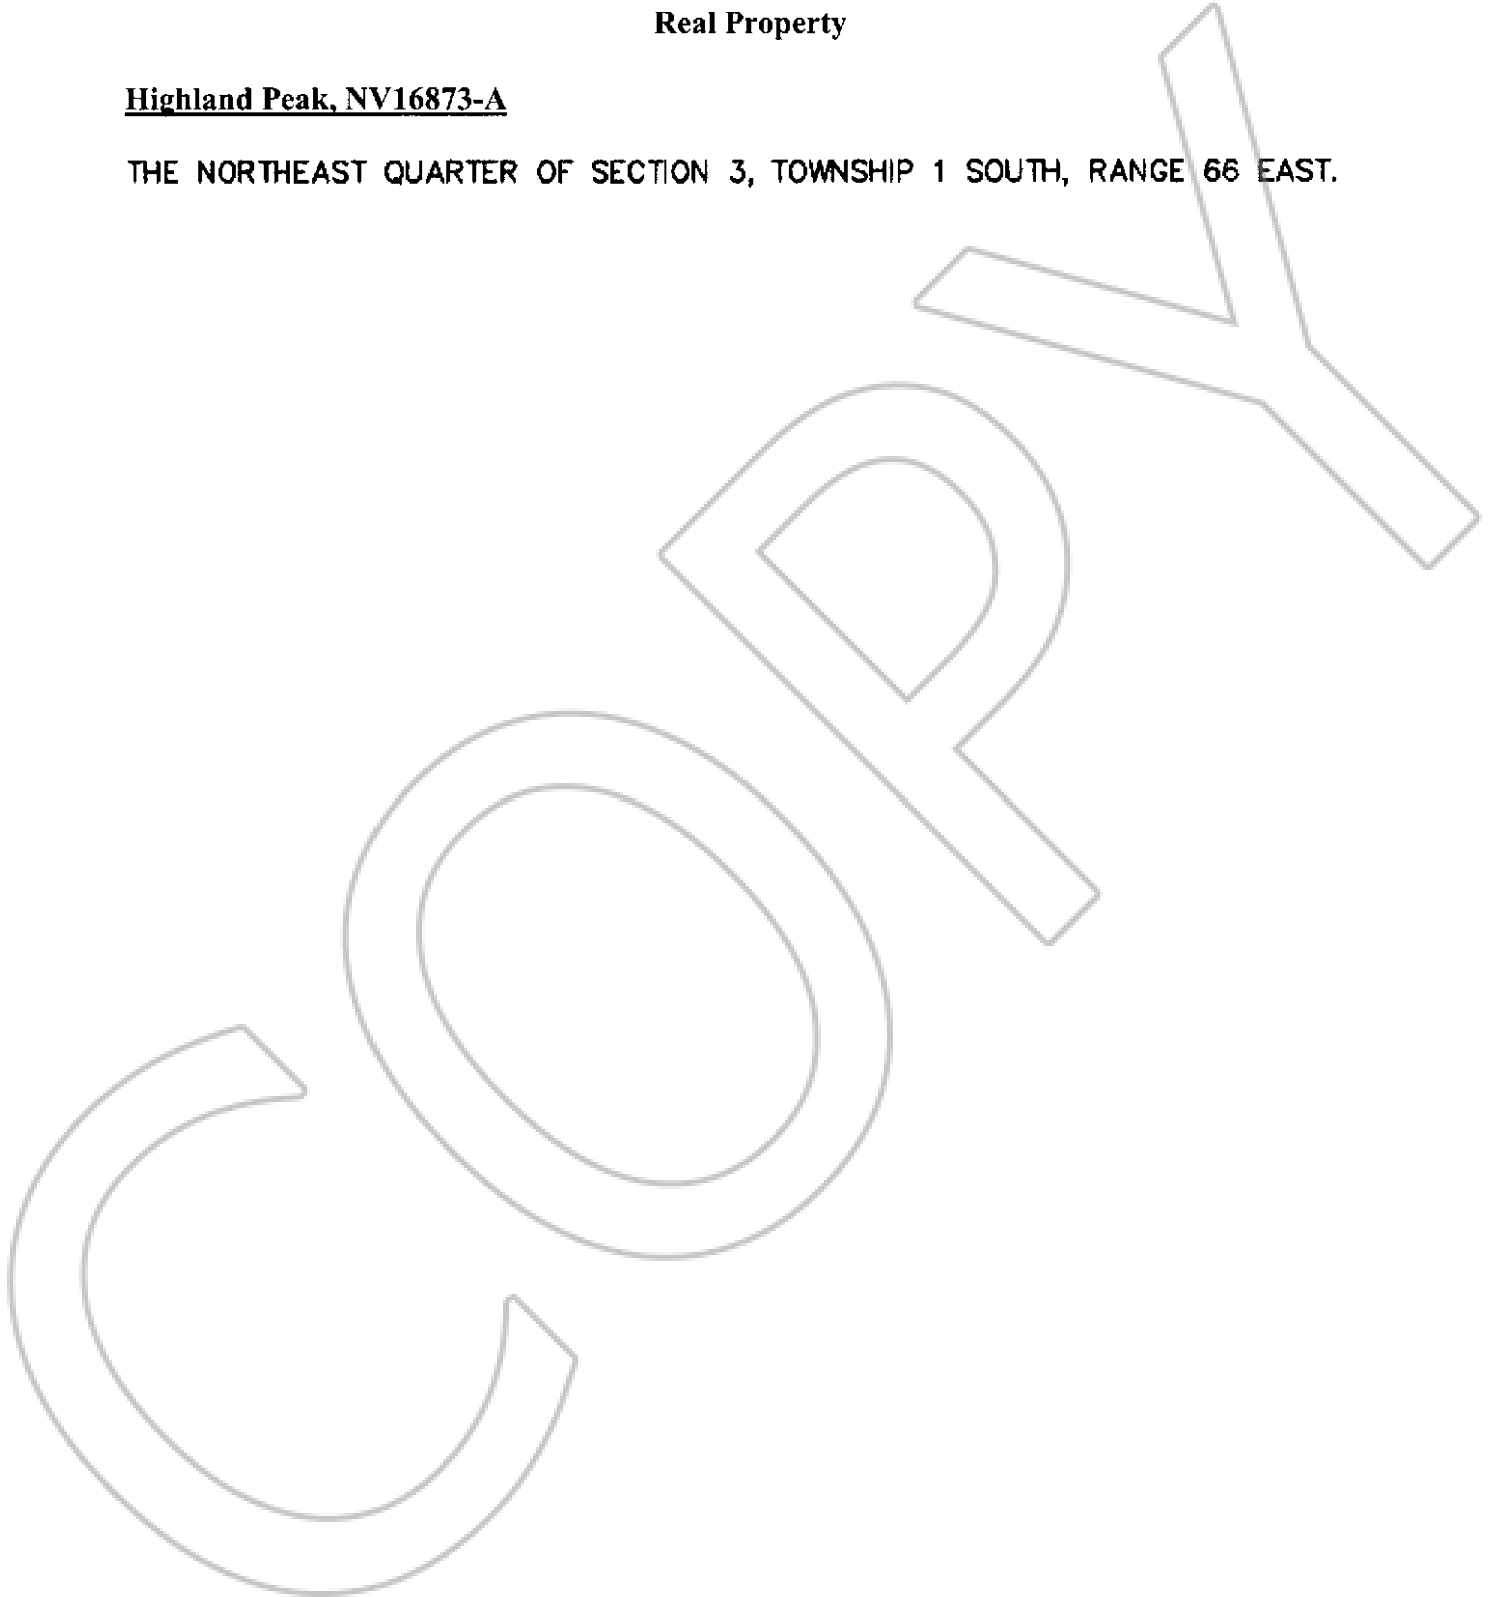 Real Property
Highland Peak, NV16873-A
THE NORTHEAST QUARTER OF SECTION 3, TOWNSHIP 1 SOUTH, RANGE 66 EAST.
COPY